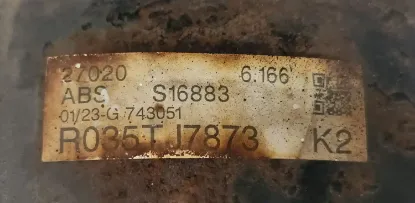 27020 6.166
ABS S16883
01/23-G 743051
R035T J7873 K2